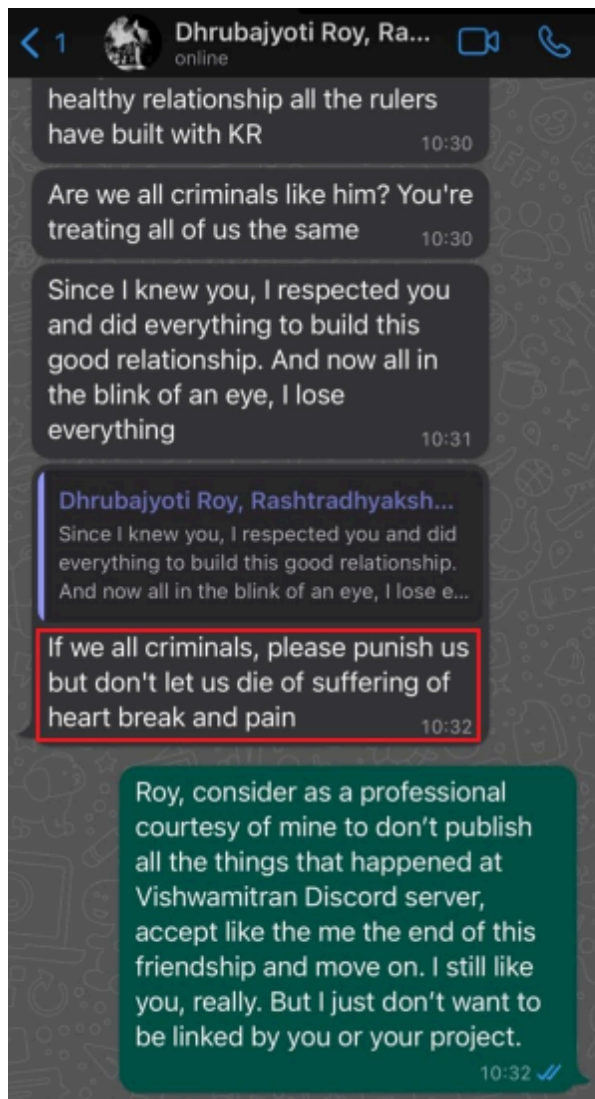 1
Dhrubajyoti Roy, Ra...
online
healthy relationship all the rulers
have built with KR
10:30
Are we all criminals like him? You're
treating all of us the same
10:30
Since I knew you, I respected you
and did everything to build this
good relationship. And now all in
the blink of an eye, I lose
everything
10:31
Dhrubajyoti Roy, Rashtradhyaksh...
Since I knew you, I respected you and did
everything to build this good relationship.
And now all in the blink of an eye, I lose e...
If we all criminals, please punish us
but don't let us die of suffering of
heart break and pain
10:32
Roy, consider as a professional
courtesy of mine to don’t publish
all the things that happened at
Vishwamitran Discord server,
accept like the me the end of this
friendship and move on. I still like
you, really. But I just don’t want to
be linked by you or your project.
10:32